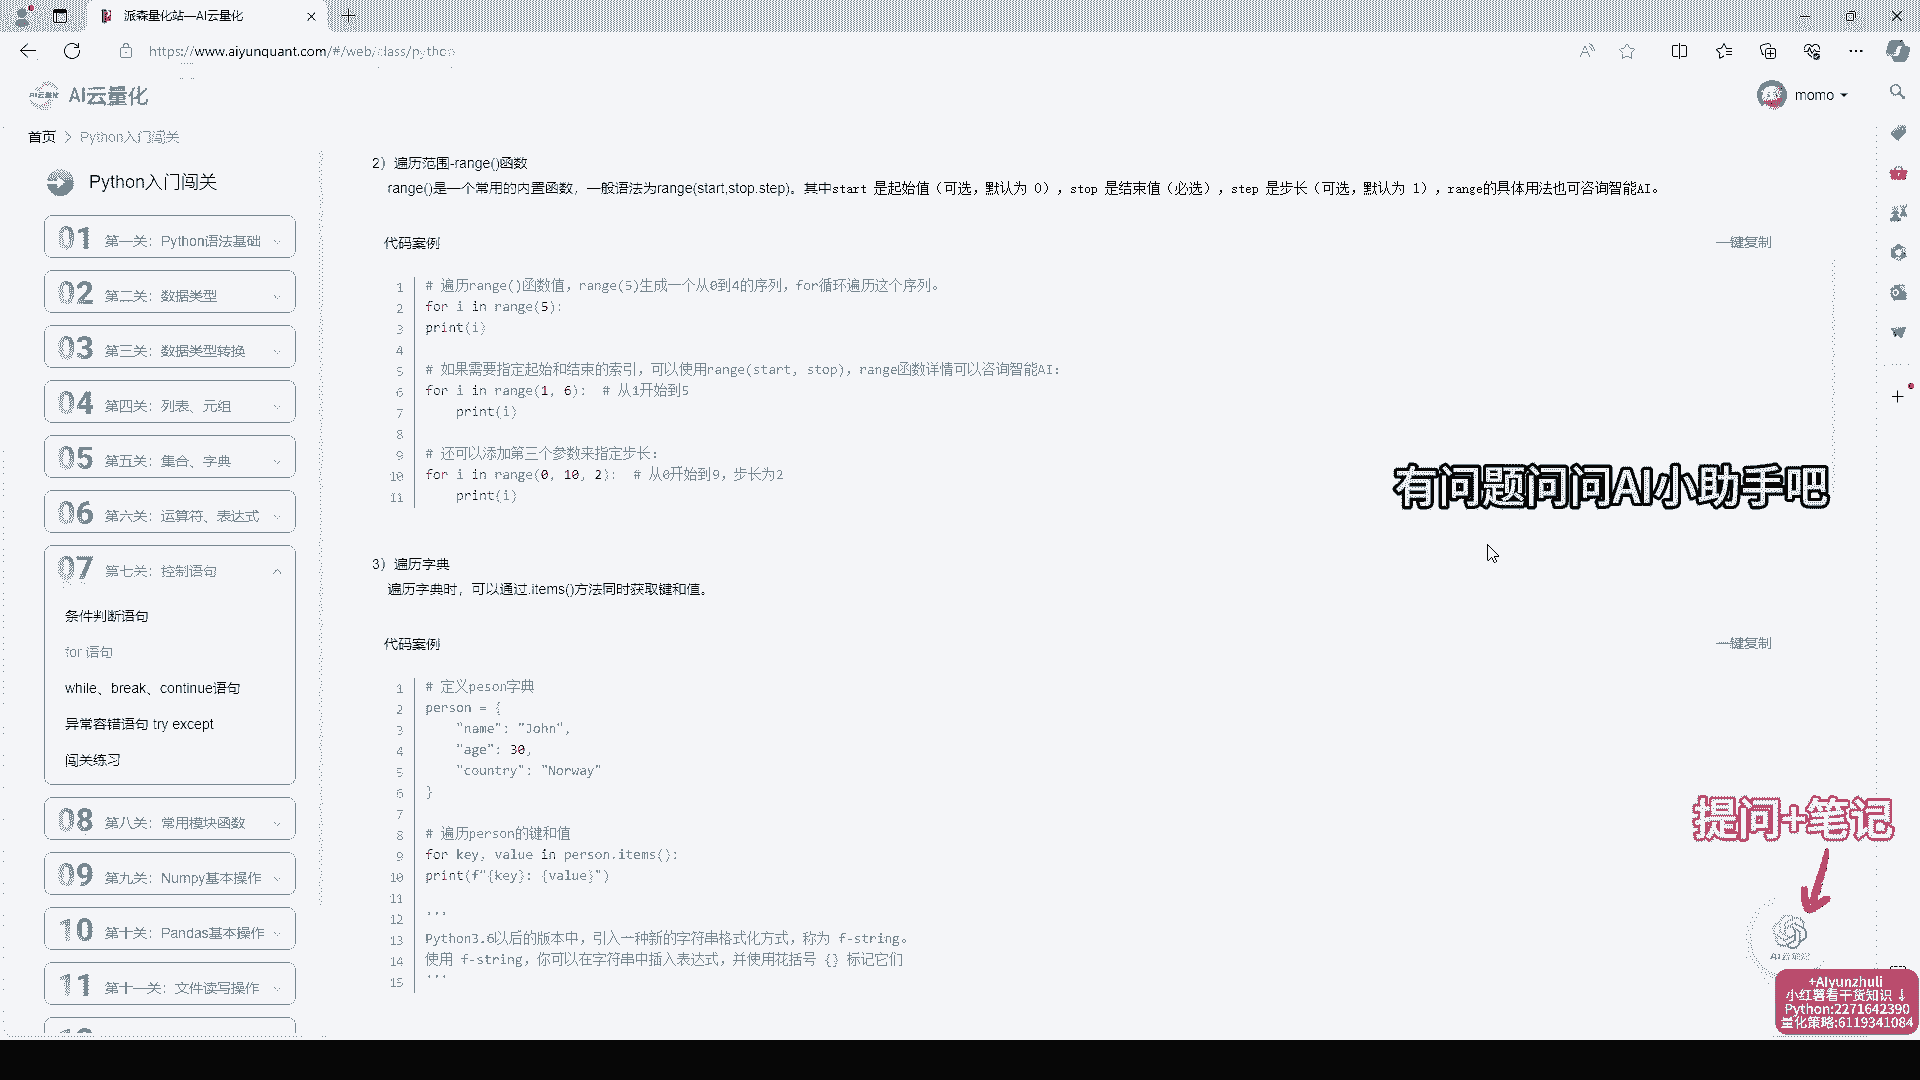 派森量化站—AI云量化
https://www.aiyunquant.com/#/web/class/python
AI云量化
momo
首页 > Python入门闯关
Python入门闯关
01 第一关：Python语法基础
02 第二关：数据类型
03 第三关：数据类型转换
04 第四关：列表、元组
05 第五关：集合、字典
06 第六关：运算符、表达式
07 第七关：控制语句
条件判断语句
for 语句
while、break、continue语句
异常容错语句 try except
闯关练习
08 第八关：常用模块函数
09 第九关：Numpy基本操作
10 第十关：Pandas基本操作
11 第十一关：文件读写操作
2）遍历范围-range()函数
range()是一个常用的内置函数，一般语法为range(start,stop.step)。其中start 是起始值（可选，默认为 0），stop 是结束值（必选），step 是步长（可选，默认为 1），range的具体用法也可咨询智能AI。
代码案例
一键复制
1 # 遍历range()函数值，range(5)生成一个从0到4的序列，for循环遍历这个序列。
2 for i in range(5):
3 print(i)
4
5 # 如果需要指定起始和结束的索引，可以使用range(start, stop)，range函数详情可以咨询智能AI：
6 for i in range(1, 6):  # 从1开始到5
7     print(i)
8
9 # 还可以添加第三个参数来指定步长：
10 for i in range(0, 10, 2):  # 从0开始到9，步长为2
11     print(i)
有问题问问AI小助手吧
3）遍历字典
遍历字典时，可以通过.items()方法同时获取键和值。
代码案例
一键复制
1 # 定义peson字典
2 person = {
3     "name": "John",
4     "age": 30,
5     "country": "Norway"
6 }
7
8 # 遍历person的键和值
9 for key, value in person.items():
10 print(f"{key}: {value}")
11
12 '''
13 Python3.6以后的版本中，引入一种新的字符串格式化方式，称为 f-string。
14 使用 f-string，你可以在字符串中插入表达式，并使用花括号 {} 标记它们
15 '''
提问+笔记
+AIyunzhuli
小红薯看干货知识 ↓
Python:2271642390
量化策略:6119341084